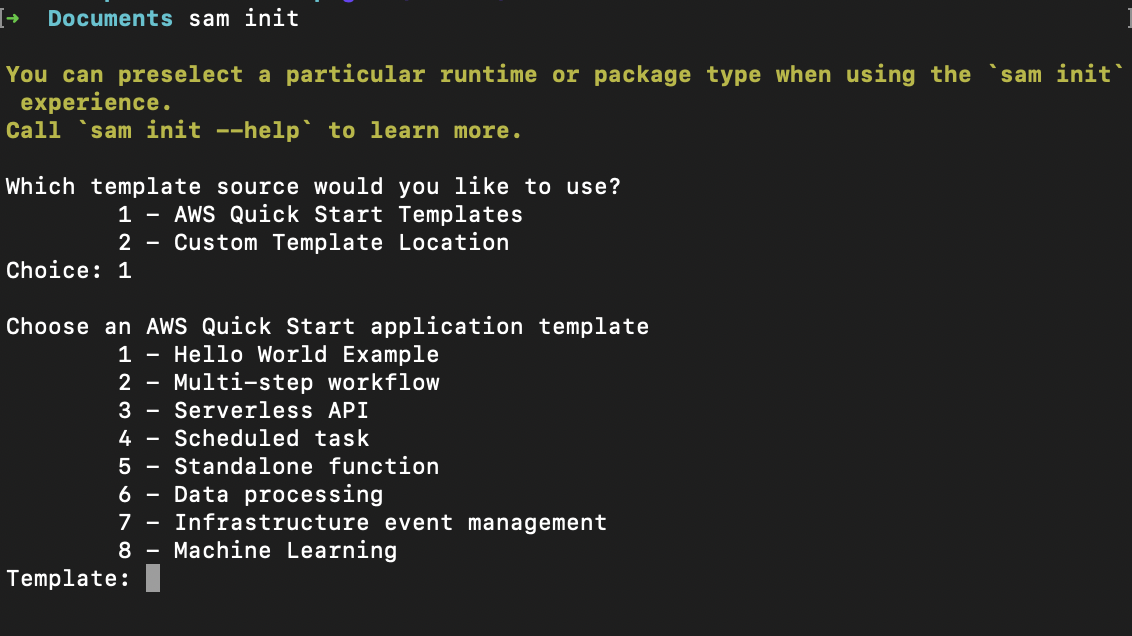 [➜  Documents sam init ]
You can preselect a particular runtime or package type when using the `sam init`
experience.
Call `sam init --help` to learn more.
Which template source would you like to use?
1 - AWS Quick Start Templates
2 - Custom Template Location
Choice: 1
Choose an AWS Quick Start application template
1 - Hello World Example
2 - Multi-step workflow
3 - Serverless API
4 - Scheduled task
5 - Standalone function
6 - Data processing
7 - Infrastructure event management
8 - Machine Learning
Template: